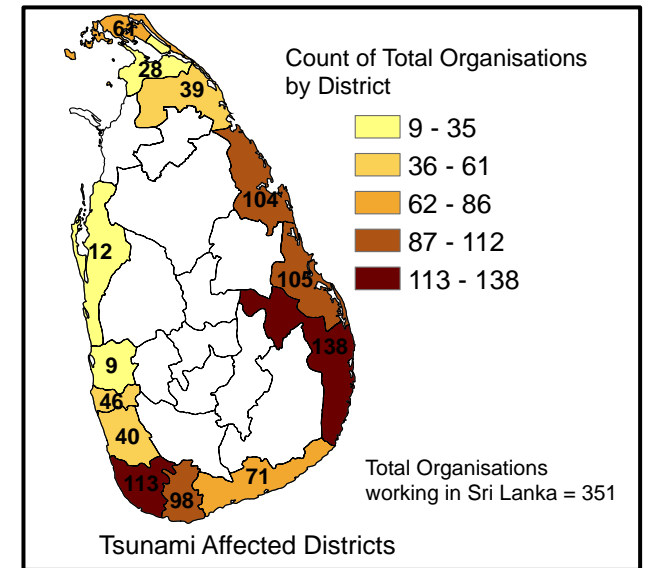 61
28
39
Count of Total Organisations
by District
9 - 35
36 - 61
62 - 86
87 - 112
113 - 138
104
12
105
138
9
46
40
113
98
71
Total Organisations
working in Sri Lanka = 351
Tsunami Affected Districts